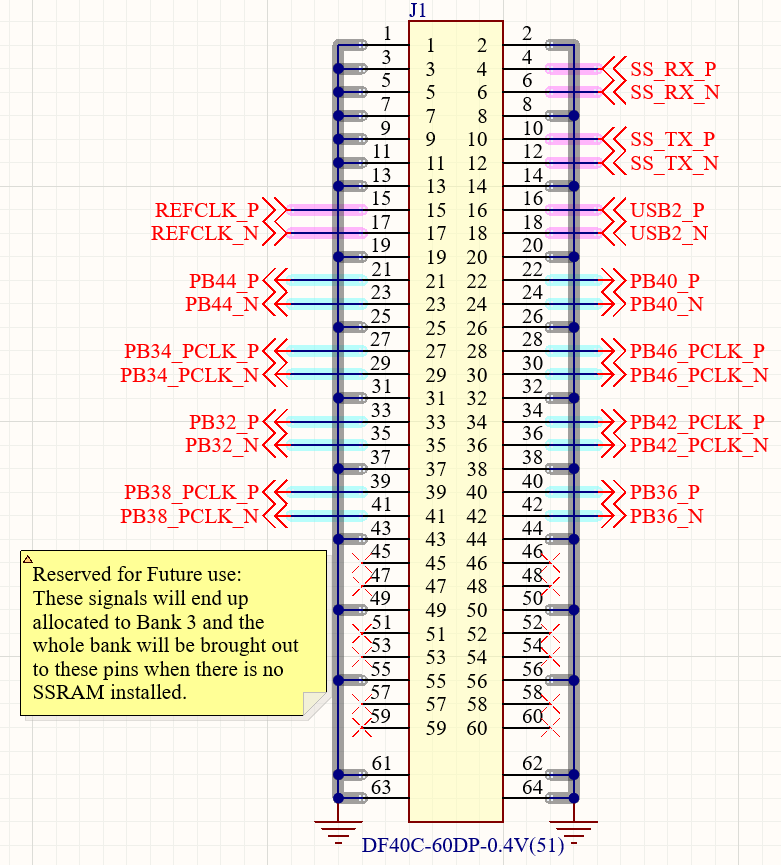 J1
1 1 2 2
3 3 4 4 SS_RX_P
5 5 6 6 SS_RX_N
7 7 8 8
9 9 10 10 SS_TX_P
11 11 12 12 SS_TX_N
13 13 14 14
REFCLK_P 15 15 16 16 USB2_P
REFCLK_N 17 17 18 18 USB2_N
19 19 20 20
PB44_P 21 21 22 22 PB40_P
PB44_N 23 23 24 24 PB40_N
25 25 26 26
PB34_PCLK_P 27 27 28 28 PB46_PCLK_P
PB34_PCLK_N 29 29 30 30 PB46_PCLK_N
31 31 32 32
PB32_P 33 33 34 34 PB42_PCLK_P
PB32_N 35 35 36 36 PB42_PCLK_N
37 37 38 38
PB38_PCLK_P 39 39 40 40 PB36_P
PB38_PCLK_N 41 41 42 42 PB36_N
43 43 44 44
45 45 46 46
47 47 48 48
49 49 50 50
51 51 52 52
53 53 54 54
55 55 56 56
57 57 58 58
59 59 60 60
61 62
63 64
Reserved for Future use:
These signals will end up
allocated to Bank 3 and the
whole bank will be brought out
to these pins when there is no
SSRAM installed.
DF40C-60DP-0.4V(51)